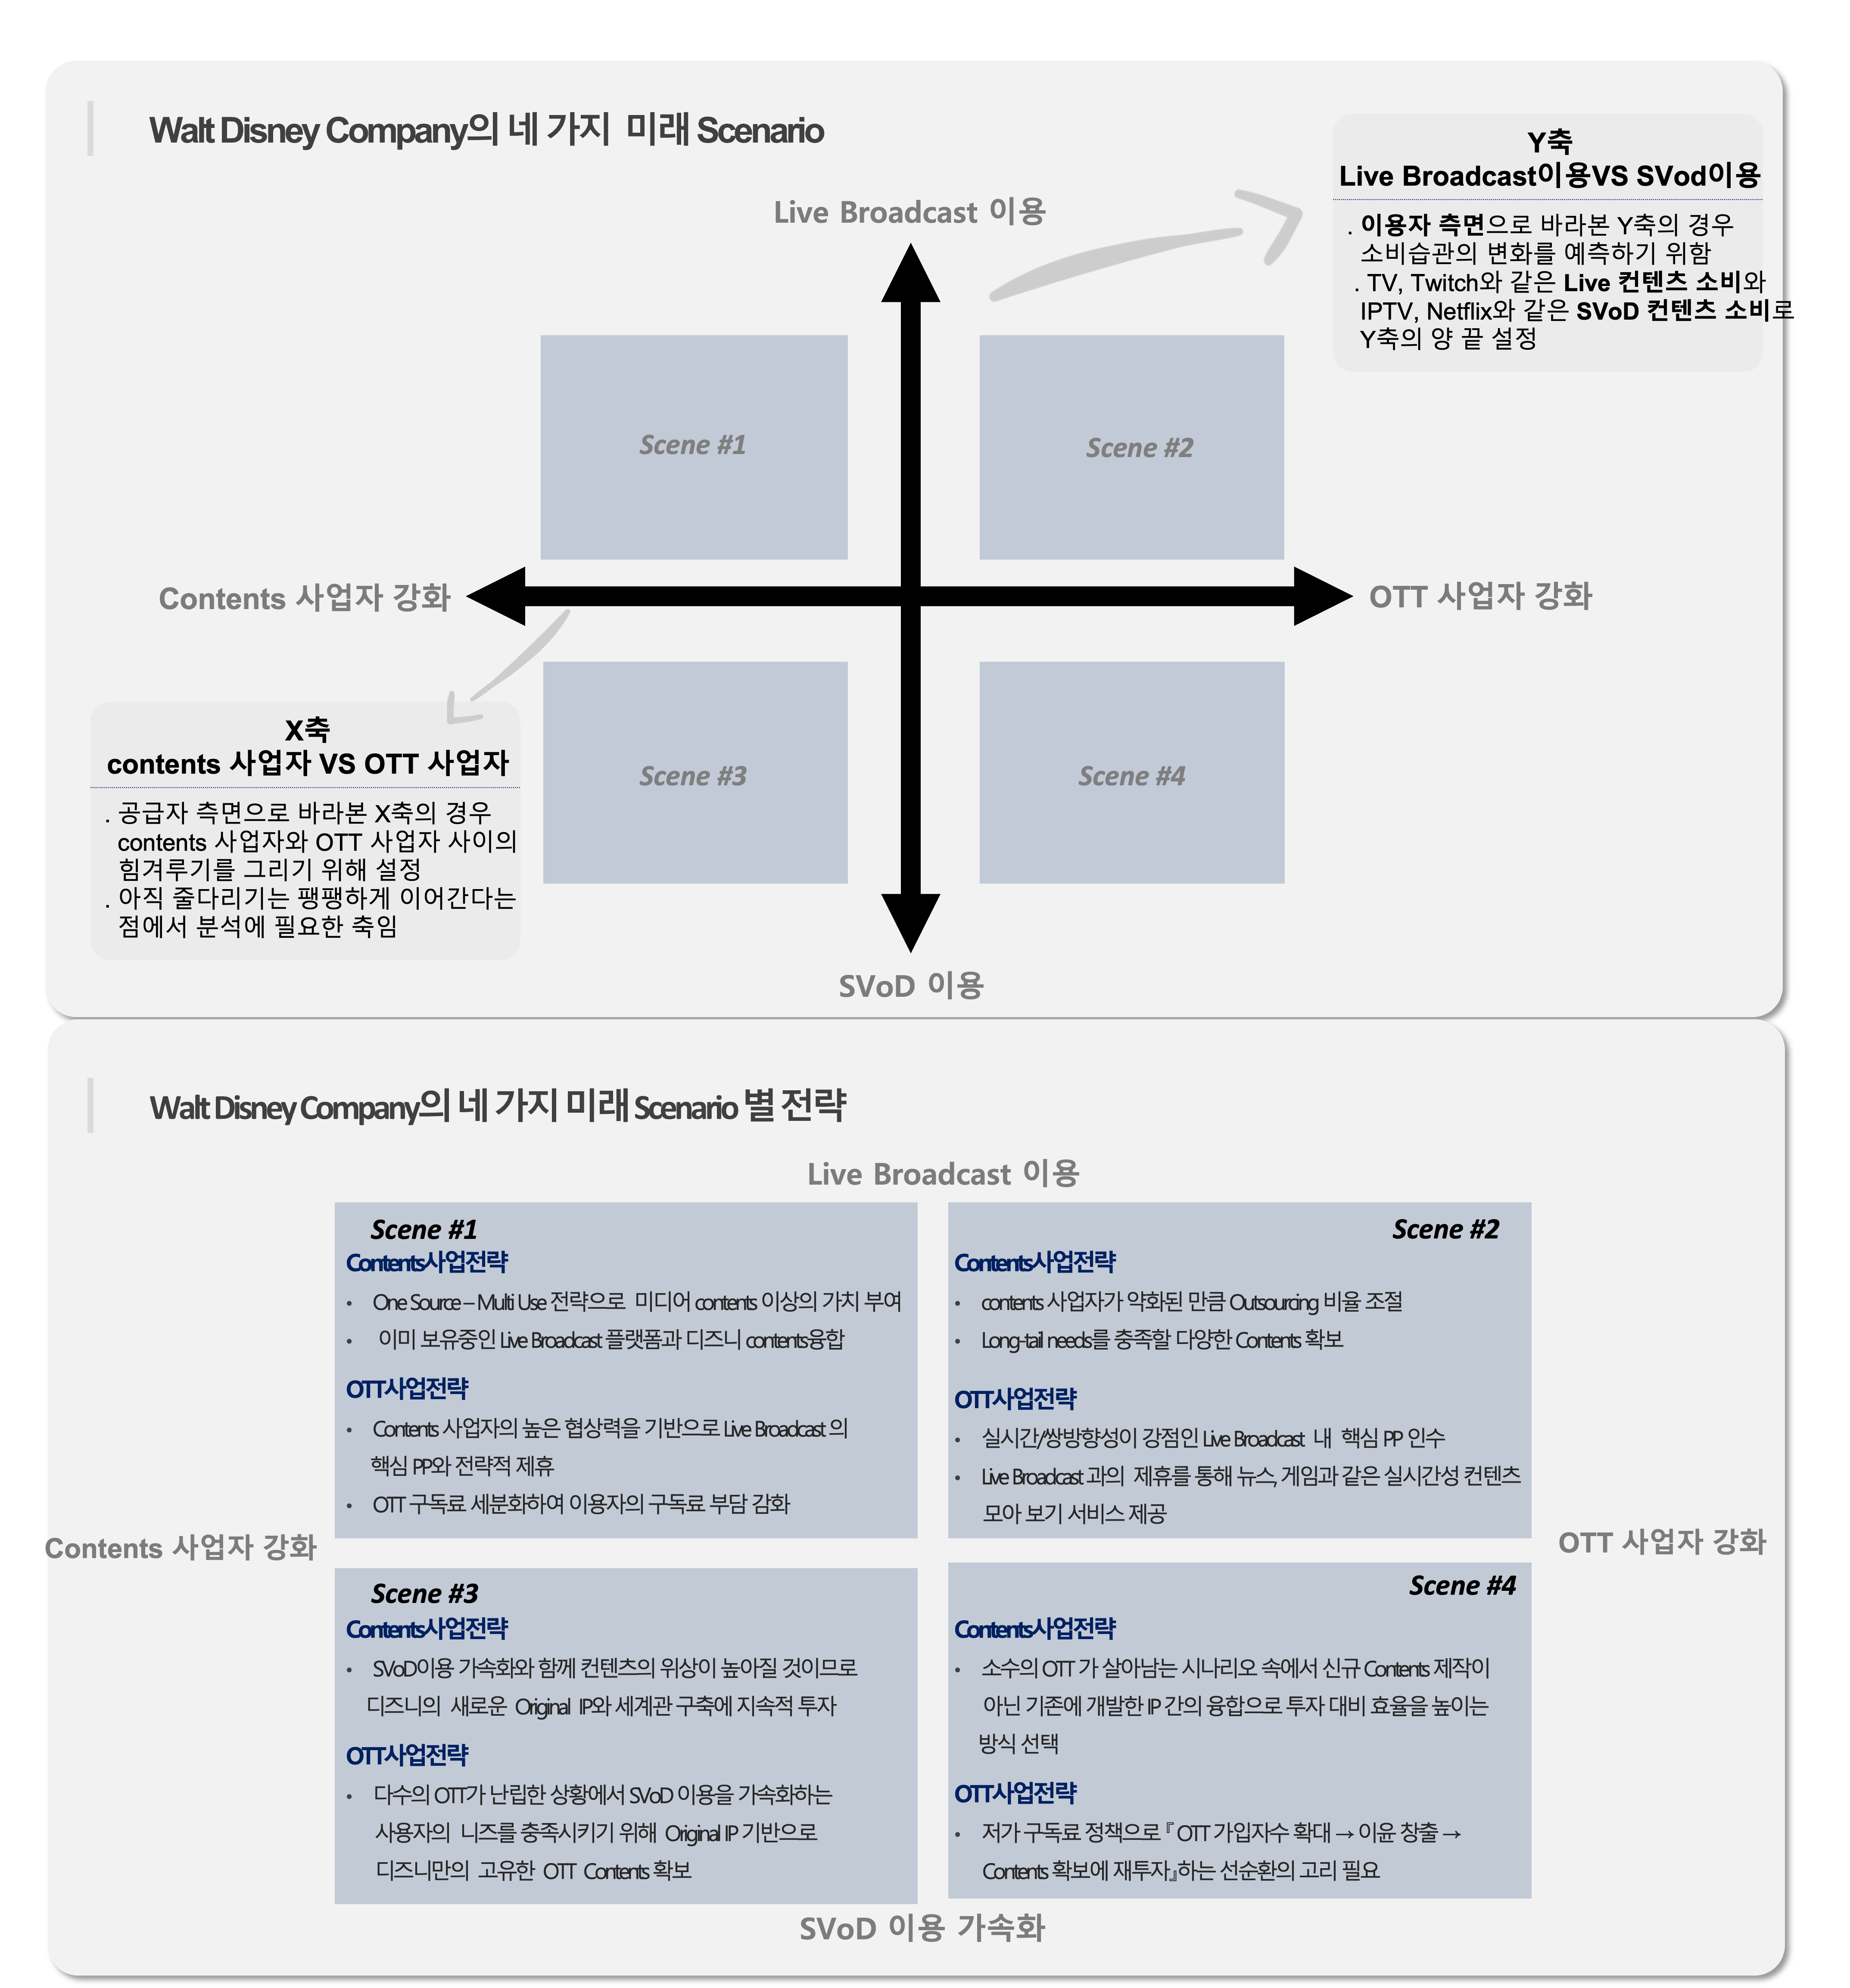 Walt Disney Company의 네 가지 미래 Scenario
Y축
Live Broadcast이용VS SVod이용
. 이용자 측면으로 바라본 Y축의 경우
소비습관의 변화를 예측하기 위함
. TV, Twitch와 같은 Live 컨텐츠 소비와
IPTV, Netflix와 같은 SVoD 컨텐츠 소비로
Y축의 양 끝 설정
Live Broadcast 이용
Scene #1
Scene #2
Contents 사업자 강화
OTT 사업자 강화
X축
contents 사업자 VS OTT 사업자
. 공급자 측면으로 바라본 X축의 경우
contents 사업자와 OTT 사업자 사이의
힘겨루기를 그리기 위해 설정
. 아직 줄다리기는 팽팽하게 이어간다는
점에서 분석에 필요한 축임
Scene #3
Scene #4
SVoD 이용
Walt Disney Company의 네 가지 미래 Scenario 별 전략
Live Broadcast 이용
Scene #1
Contents사업전략
• One Source – Multi Use 전략으로 미디어 contents 이상의 가치 부여
• 이미 보유중인 Live Broadcast 플랫폼과 디즈니 contents융합
OTT사업전략
• Contents 사업자의 높은 협상력을 기반으로 Live Broadcast 의
핵심 PP와 전략적 제휴
• OTT 구독료 세분화하여 이용자의 구독료 부담 감화
Scene #2
Contents사업전략
• contents 사업자가 약화된 만큼 Outsourcing 비율 조절
• Long-tail needs를 충족할 다양한 Contents 확보
OTT사업전략
• 실시간/쌍방향성이 강점인 Live Broadcast 내 핵심 PP 인수
• Live Broadcast 과의 제휴를 통해 뉴스, 게임과 같은 실시간성 컨텐츠
모아 보기 서비스 제공
Contents 사업자 강화
OTT 사업자 강화
Scene #3
Contents사업전략
• SVoD이용 가속화와 함께 컨텐츠의 위상이 높아질 것이므로
디즈니의 새로운 Original IP와 세계관 구축에 지속적 투자
OTT사업전략
• 다수의 OTT가 난립한 상황에서 SVoD 이용을 가속화하는
사용자의 니즈를 충족시키기 위해 Original IP 기반으로
디즈니만의 고유한 OTT Contents 확보
Scene #4
Contents사업전략
• 소수의 OTT 가 살아남는 시나리오 속에서 신규 Contents 제작이
아닌 기존에 개발한 IP 간의 융합으로 투자 대비 효율을 높이는
방식 선택
OTT사업전략
• 저가 구독료 정책으로 『 OTT 가입자수 확대 → 이윤 창출 →
Contents 확보에 재투자』하는 선순환의 고리 필요
SVoD 이용 가속화